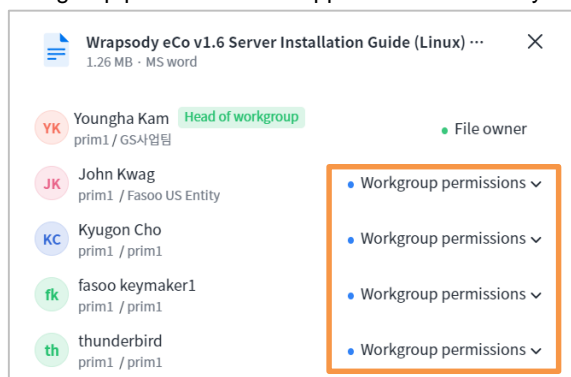 Wrapsody eCo v1.6 Server Installation Guide (Linux) ···
1.26 MB · MS word
YK
Youngha Kam Head of workgroup
prim1 / GS사업팀
File owner
JK
John Kwag
prim1 / Fasoo US Entity
Workgroup permissions
KC
Kyugon Cho
prim1 / prim1
Workgroup permissions
fk
fasoo keymaker1
prim1 / prim1
Workgroup permissions
th
thunderbird
prim1 / prim1
Workgroup permissions